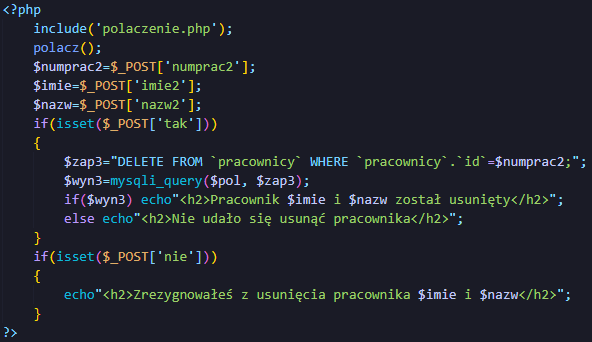 <?php
    include('polaczenie.php');
    polacz();
    $numprac2=$_POST['numprac2'];
    $imie=$_POST['imie2'];
    $nazw=$_POST['nazw2'];
    if(isset($_POST['tak']))
    {
        $zap3="DELETE FROM `pracownicy` WHERE `pracownicy`.`id`=$numprac2;";
        $wyn3=mysqli_query($pol, $zap3);
        if($wyn3) echo"<h2>Pracownik $imie i $nazw został usunięty</h2>";
        else echo"<h2>Nie udało się usunąć pracownika</h2>";
    }
    if(isset($_POST['nie']))
    {
        echo"<h2>Zrezygnowałeś z usunięcia pracownika $imie i $nazw</h2>";
    }
?>